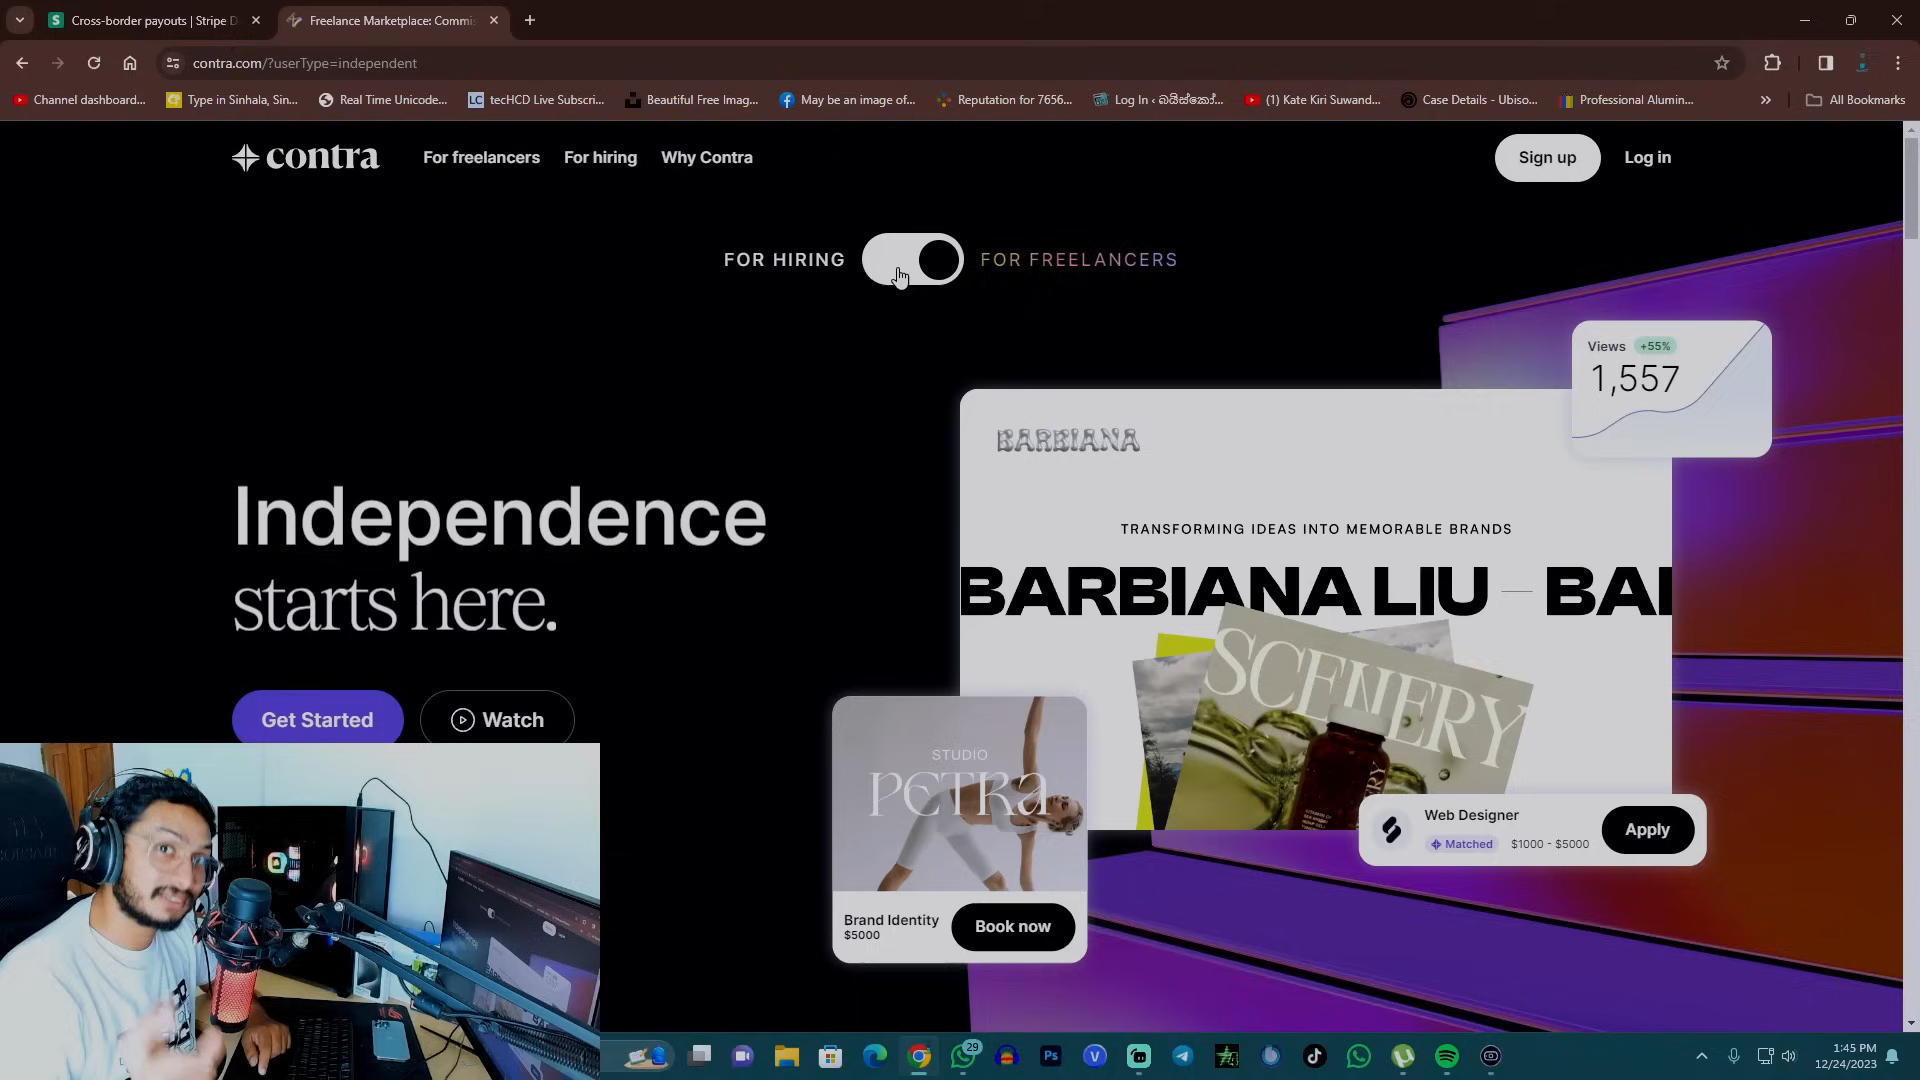 Cross-border payouts | Stripe D
Freelance Marketplace: Commis
contra.com/?userType=independent
Channel dashboard...
Type in Sinhala, Sin...
Real Time Unicode...
LC tecHCD Live Subscri...
Beautiful Free Imag...
May be an image of...
Reputation for 7656...
Log In ‹ බයිස්කෝ...
(1) Kate Kiri Suwand...
Case Details - Ubiso...
Professional Alumin...
All Bookmarks
contra
For freelancers
For hiring
Why Contra
Sign up
Log in
FOR HIRING
FOR FREELANCERS
Views +55%
1,557
BARBIANA
TRANSFORMING IDEAS INTO MEMORABLE BRANDS
BARBIANA LIU — BAI
Independence
starts here.
SCENERY
Get Started
Watch
STUDIO
PETRA
Brand Identity
$5000
Book now
Web Designer
Matched $1000 - $5000
Apply
29
Ps
1:45 PM
12/24/2023